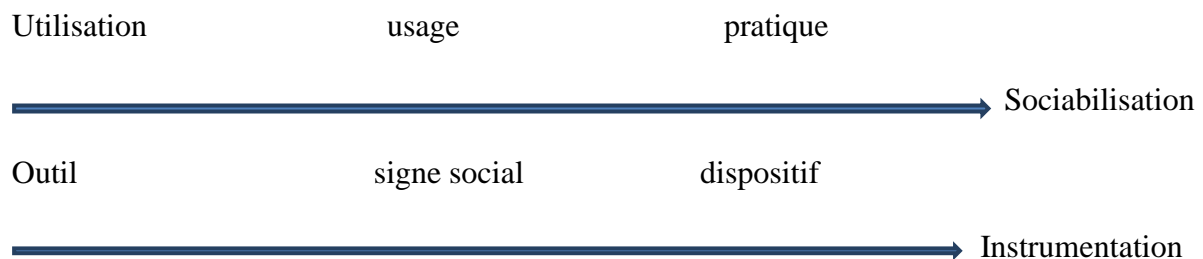 Utilisation usage pratique
Sociabilisation
Outil signe social dispositif
Instrumentation